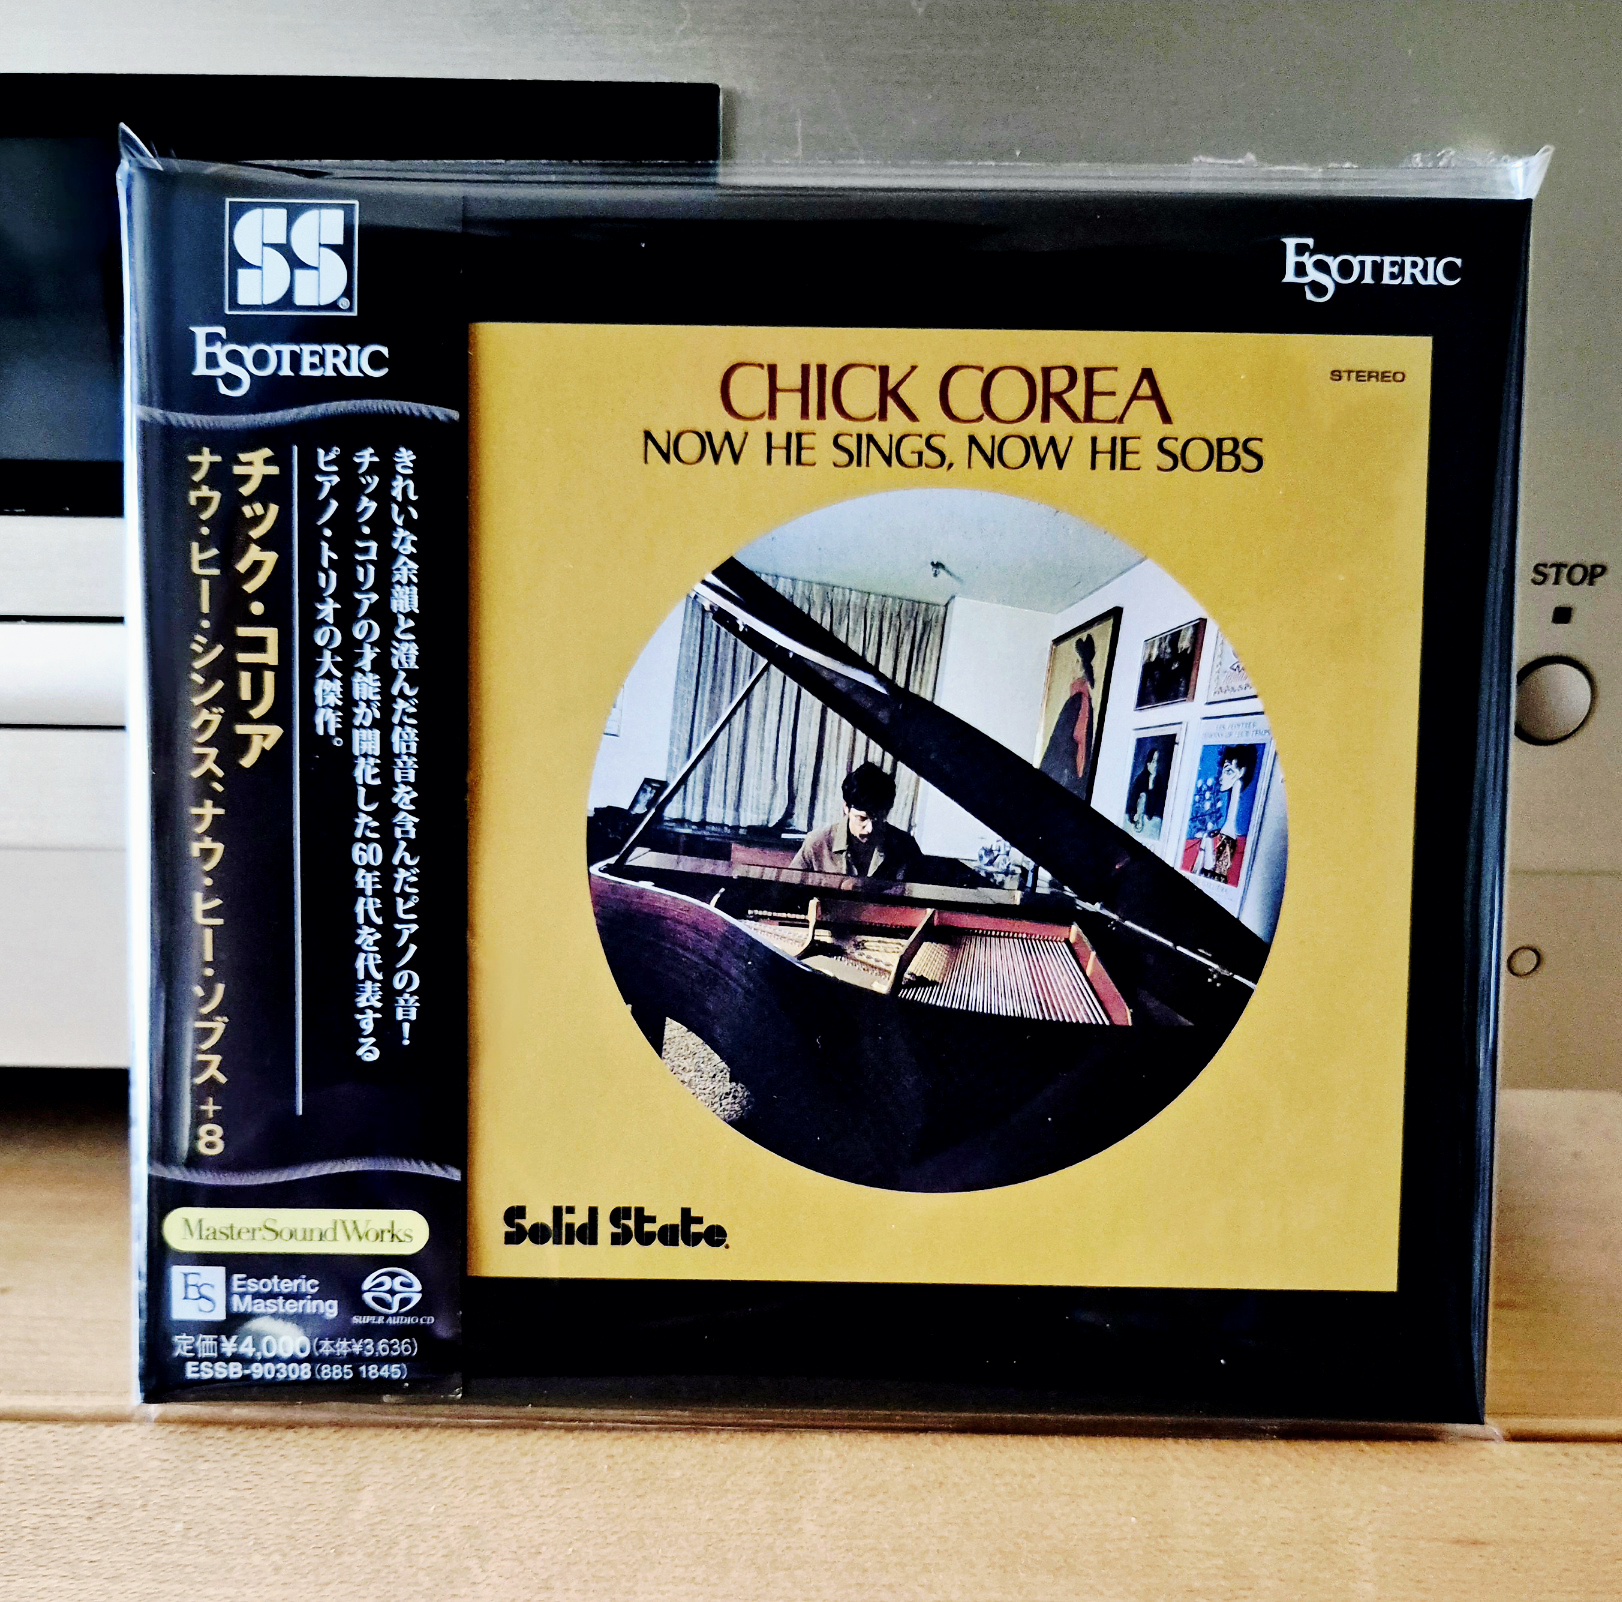 SS®
ESOTERIC
きれいな余韻と澄んだ倍音を含んだピアノの音!
チック・コリアの才能が開花した60年代を代表する
ピアノ・トリオの大傑作。
チック・コリア
ナウ・ヒー・シングス、ナウ・ヒー・ソブス +8
MasterSoundWorks
ES Esoteric
Mastering
SUPER AUDIO CD
定価¥4,000(本体¥3,636)
ESSB-90308(885 1845)
ESOTERIC
STEREO
CHICK COREA
NOW HE SINGS, NOW HE SOBS
Solid State
STOP